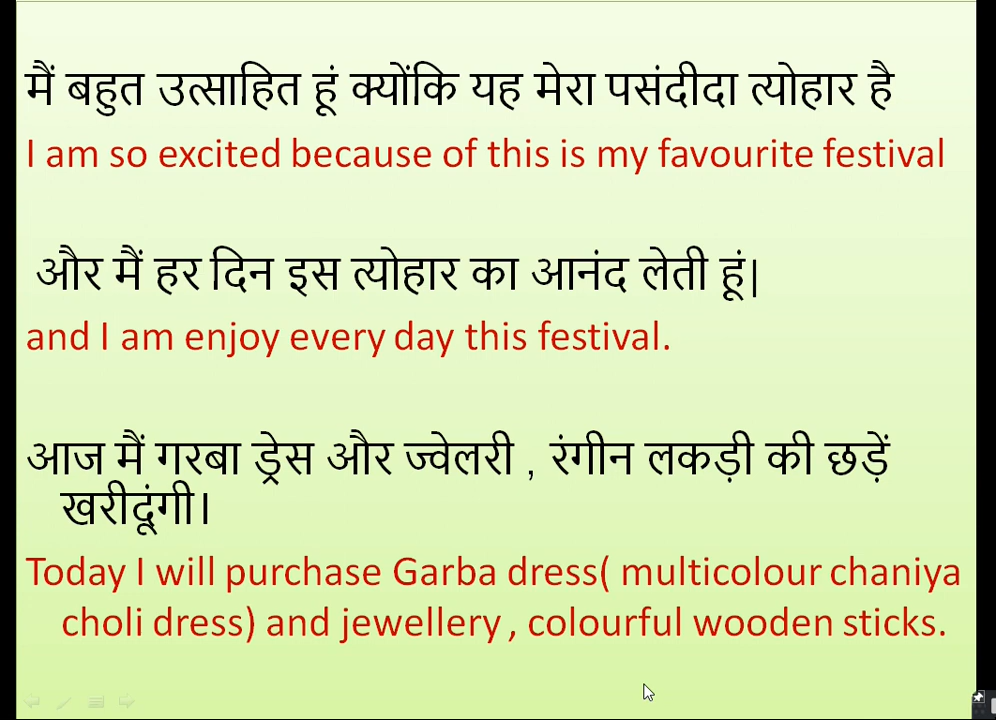 मैं बहुत उत्साहित हूं क्योंकि यह मेरा पसंदीदा त्योहार है
I am so excited because of this is my favourite festival
और मैं हर दिन इस त्योहार का आनंद लेती हूं|
and I am enjoy every day this festival.
आज मैं गरबा ड्रेस और ज्वेलरी , रंगीन लकड़ी की छड़ें
खरीदूंगी।
Today I will purchase Garba dress( multicolour chaniya
choli dress) and jewellery , colourful wooden sticks.